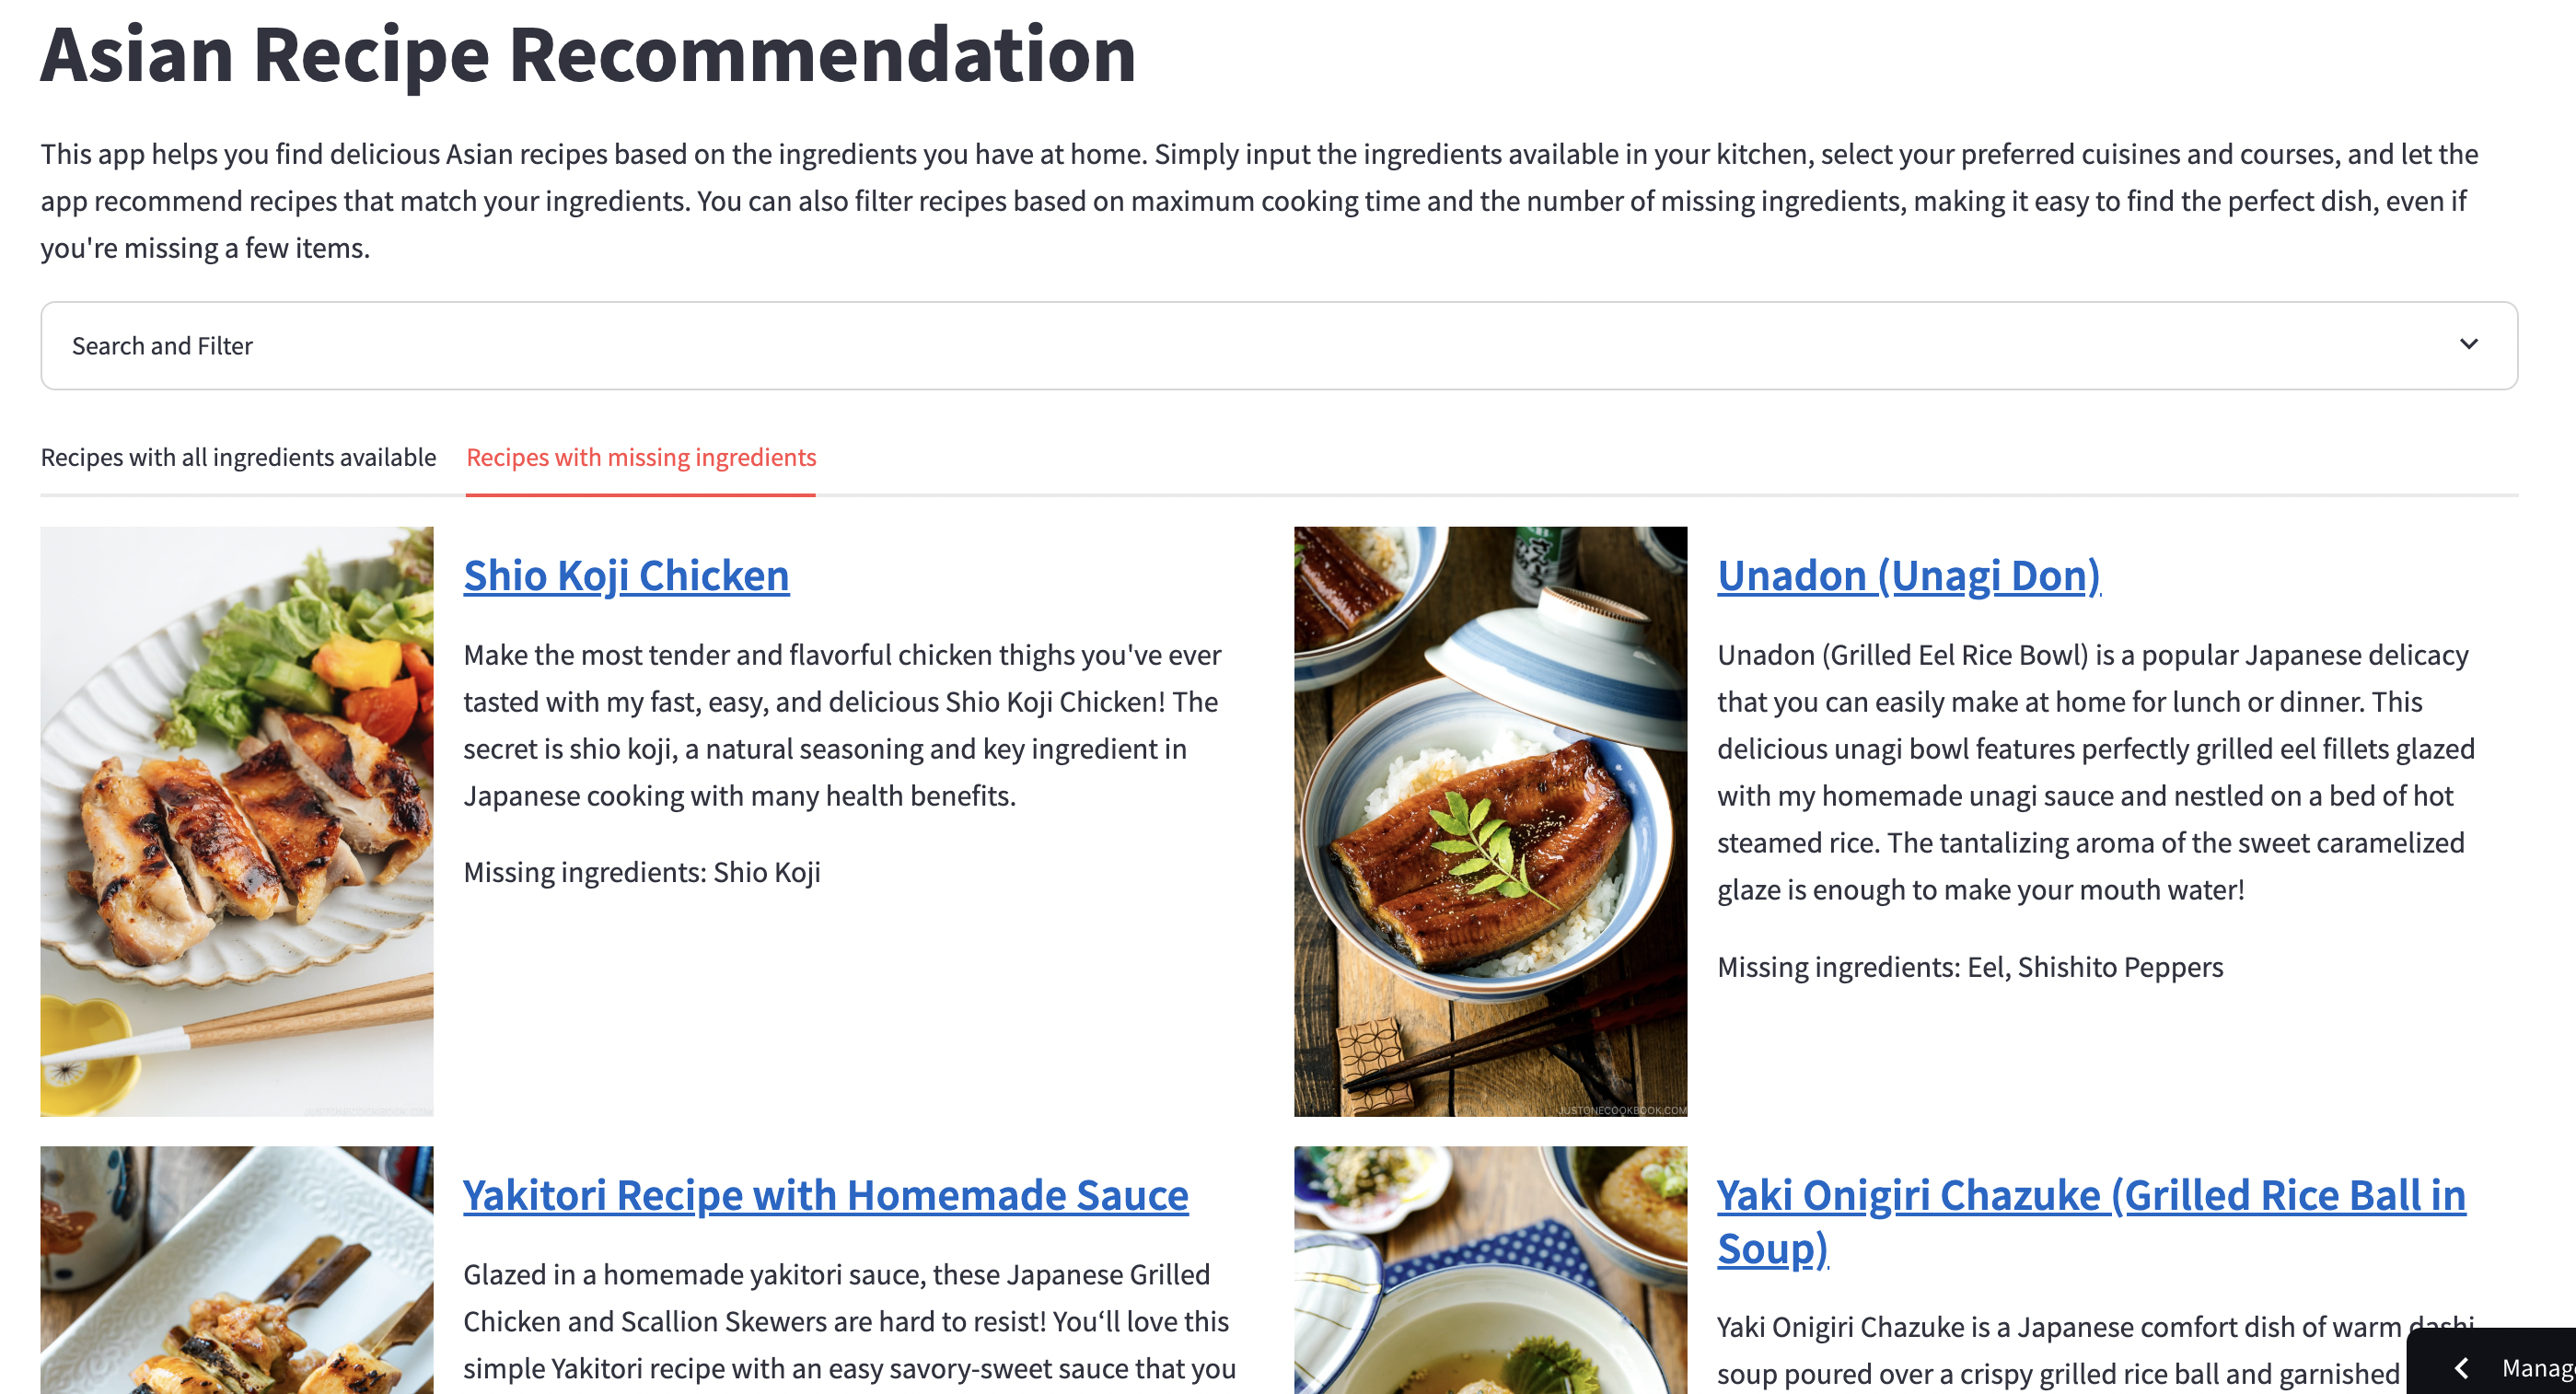 Asian Recipe Recommendation
This app helps you find delicious Asian recipes based on the ingredients you have at home. Simply input the ingredients available in your kitchen, select your preferred cuisines and courses, and let the
app recommend recipes that match your ingredients. You can also filter recipes based on maximum cooking time and the number of missing ingredients, making it easy to find the perfect dish, even if
you're missing a few items.
Search and Filter
Recipes with all ingredients available
Recipes with missing ingredients
Shio Koji Chicken
Make the most tender and flavorful chicken thighs you've ever
tasted with my fast, easy, and delicious Shio Koji Chicken! The
secret is shio koji, a natural seasoning and key ingredient in
Japanese cooking with many health benefits.
Missing ingredients: Shio Koji
JUSTONECOOKBOOK.COM
Unadon (Unagi Don)
Unadon (Grilled Eel Rice Bowl) is a popular Japanese delicacy
that you can easily make at home for lunch or dinner. This
delicious unagi bowl features perfectly grilled eel fillets glazed
with my homemade unagi sauce and nestled on a bed of hot
steamed rice. The tantalizing aroma of the sweet caramelized
glaze is enough to make your mouth water!
Missing ingredients: Eel, Shishito Peppers
JUSTONECOOKBOOK.COM
Yakitori Recipe with Homemade Sauce
Glazed in a homemade yakitori sauce, these Japanese Grilled
Chicken and Scallion Skewers are hard to resist! You‘ll love this
simple Yakitori recipe with an easy savory-sweet sauce that you
Yaki Onigiri Chazuke (Grilled Rice Ball in
Soup)
Yaki Onigiri Chazuke is a Japanese comfort dish of warm dashi
soup poured over a crispy grilled rice ball and garnished
Manage